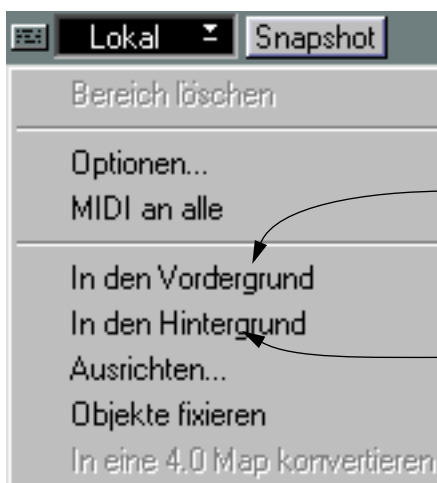 Lokal Snapshot
Bereich löschen
Optionen...
MIDI an alle
In den Vordergrund
In den Hintergrund
Ausrichten...
Objekte fixieren
In eine 4.0 Map konvertieren